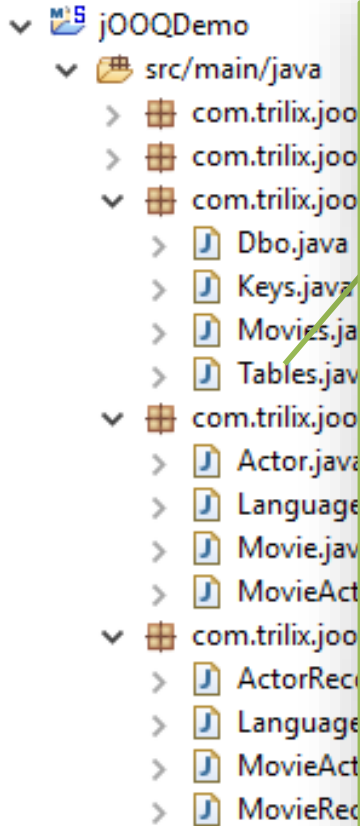 jOOQDemo
src/main/java
com.trilix.joo
com.trilix.joo
com.trilix.joo
Dbo.java
Keys.java
Movies.ja
Tables.jav
com.trilix.joo
Actor.java
Language
Movie.jav
MovieAct
com.trilix.joo
ActorReco
Language
MovieAct
MovieRec